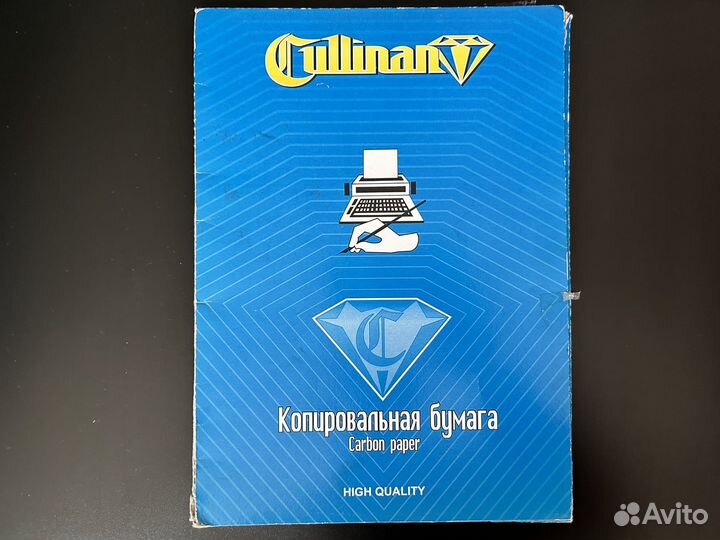 Cullinan
C
Копировальная бумага
Carbon paper
HIGH QUALITY
Avito